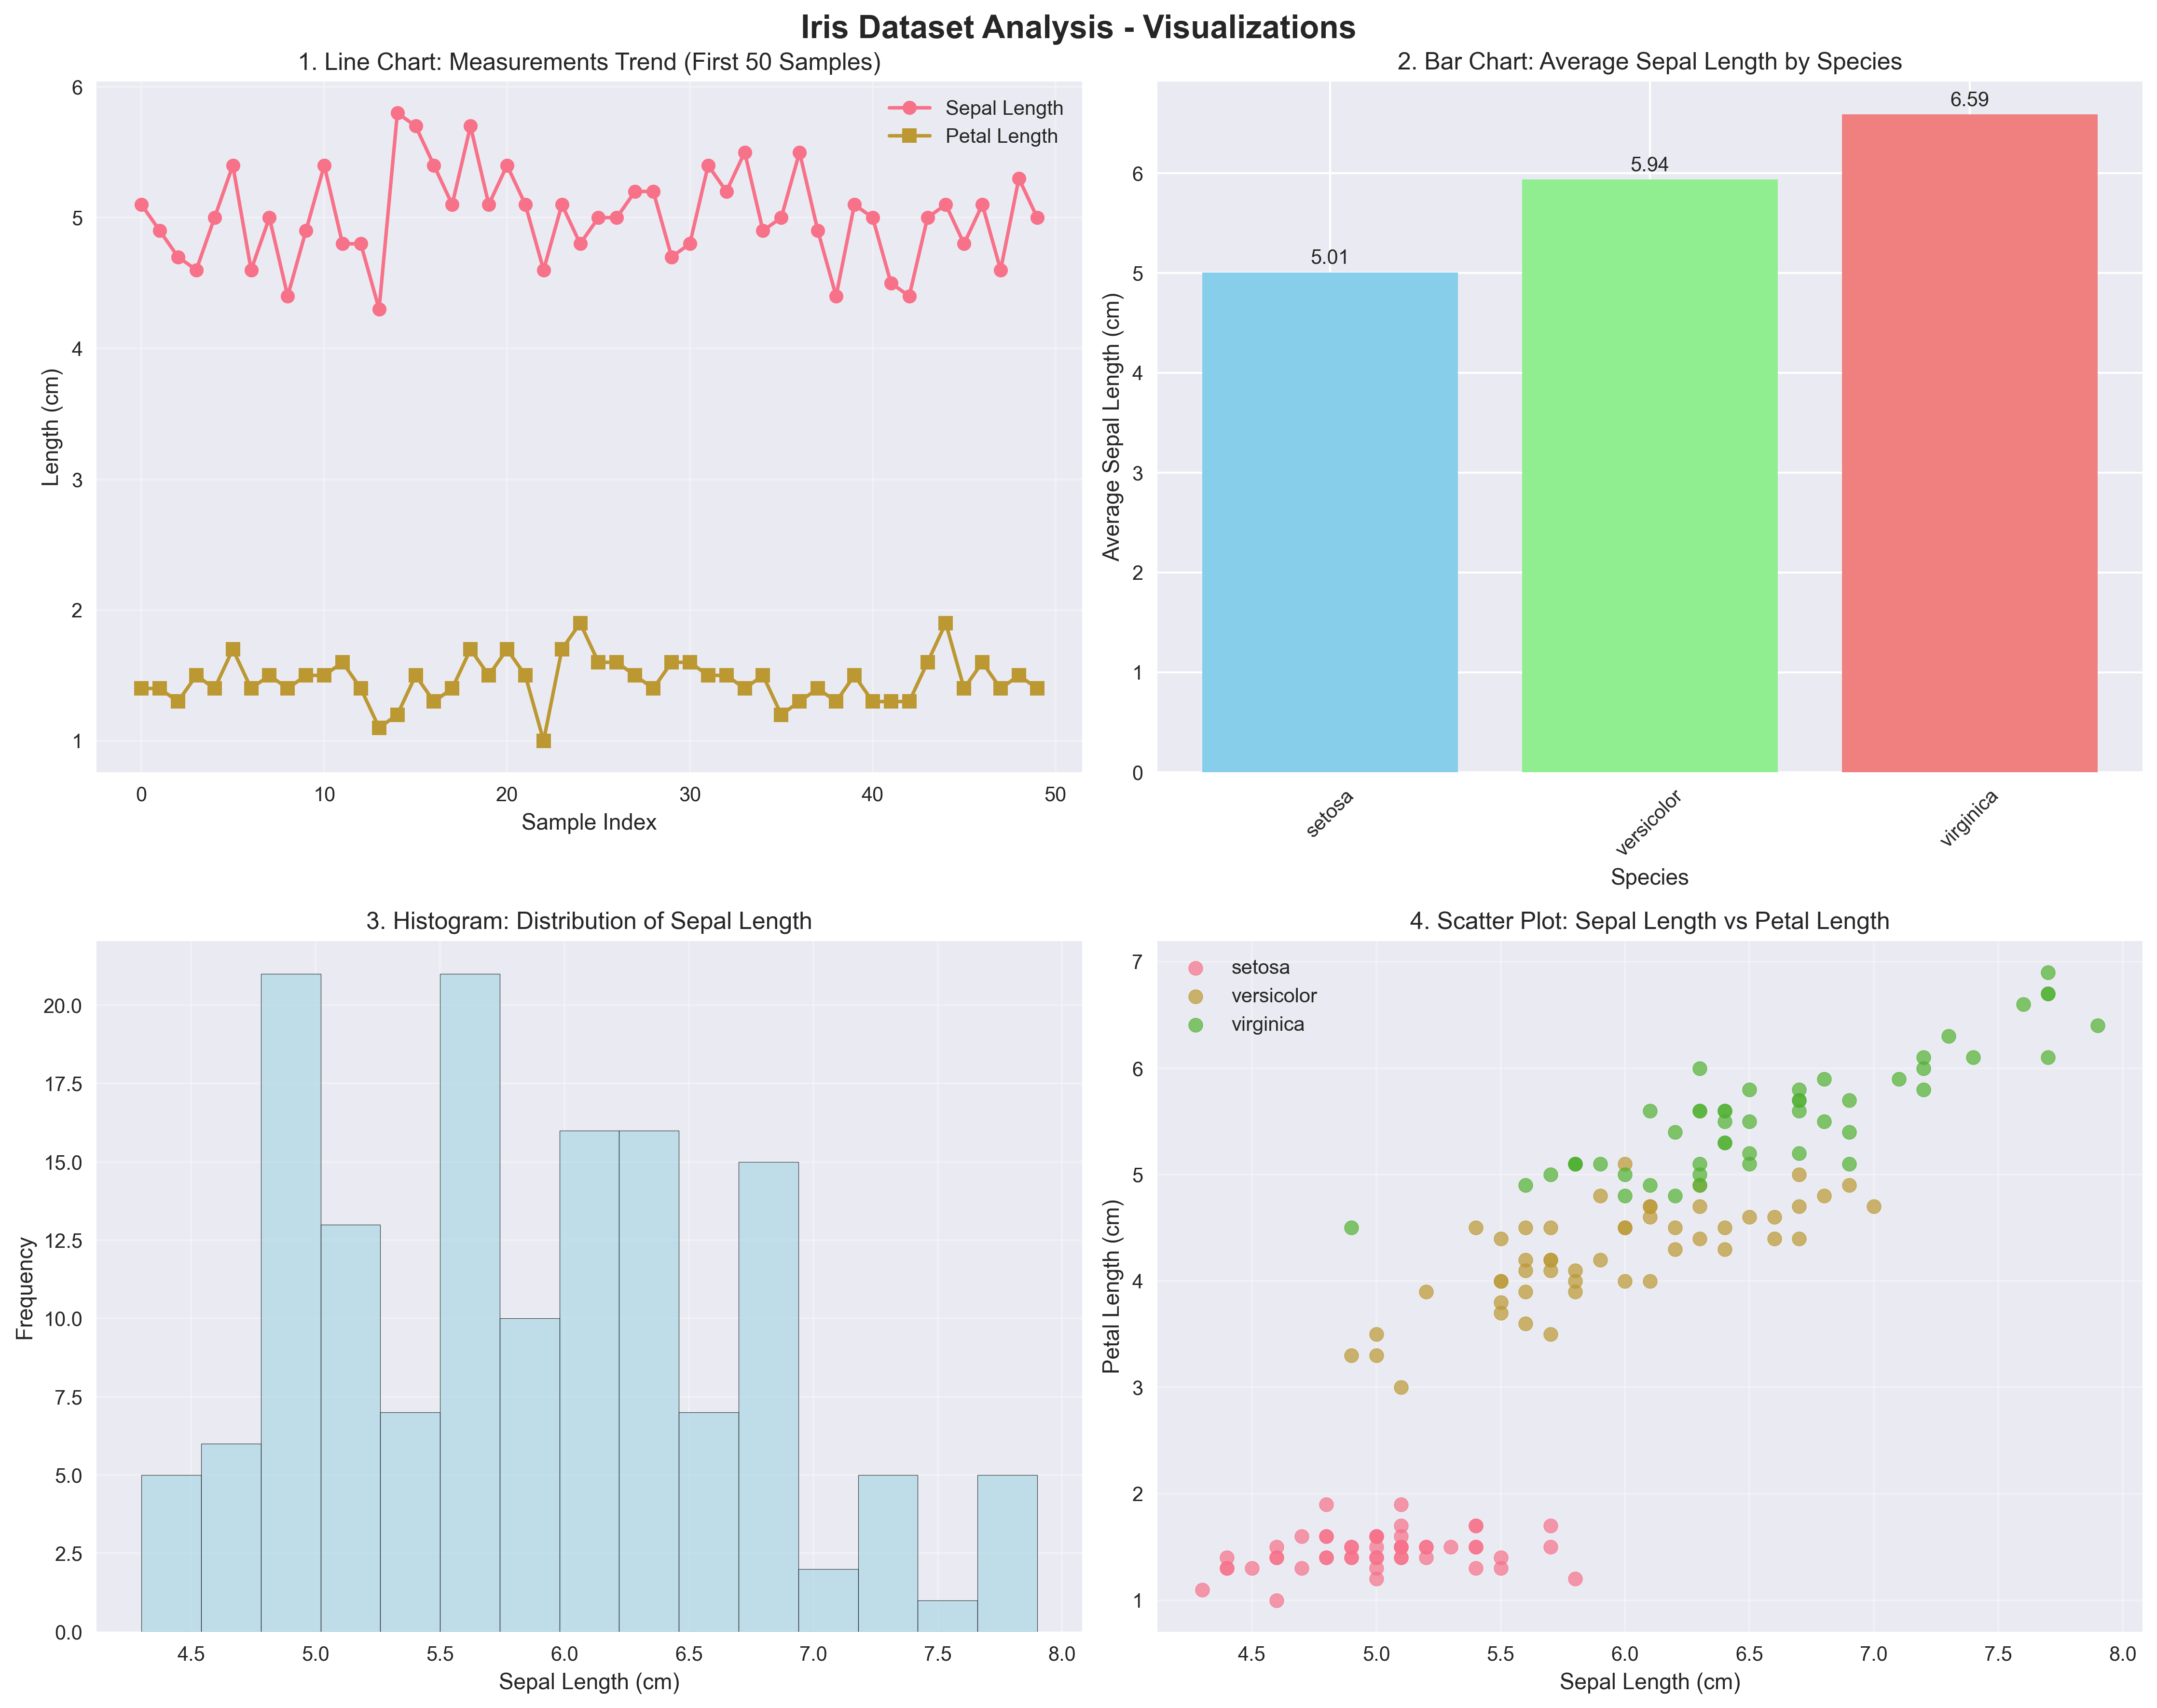 Iris Dataset Analysis - Visualizations
1. Line Chart: Measurements Trend (First 50 Samples)
Sepal Length
Petal Length
6
5
4
3
2
1
Length (cm)
0 10 20 30 40 50
Sample Index
2. Bar Chart: Average Sepal Length by Species
5.01
5.94
6.59
6
5
4
3
2
1
0
Average Sepal Length (cm)
setosa
versicolor
virginica
Species
3. Histogram: Distribution of Sepal Length
20.0
17.5
15.0
12.5
10.0
7.5
5.0
2.5
0.0
Frequency
4.5 5.0 5.5 6.0 6.5 7.0 7.5 8.0
Sepal Length (cm)
4. Scatter Plot: Sepal Length vs Petal Length
setosa
versicolor
virginica
7
6
5
4
3
2
1
Petal Length (cm)
4.5 5.0 5.5 6.0 6.5 7.0 7.5 8.0
Sepal Length (cm)